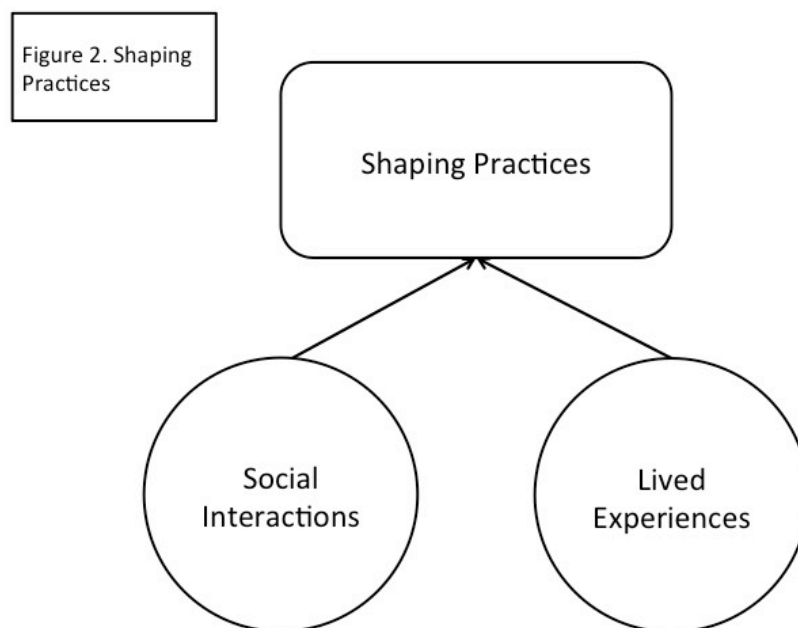 Figure 2. Shaping
Practices
Shaping Practices
Social
Interactions
Lived
Experiences